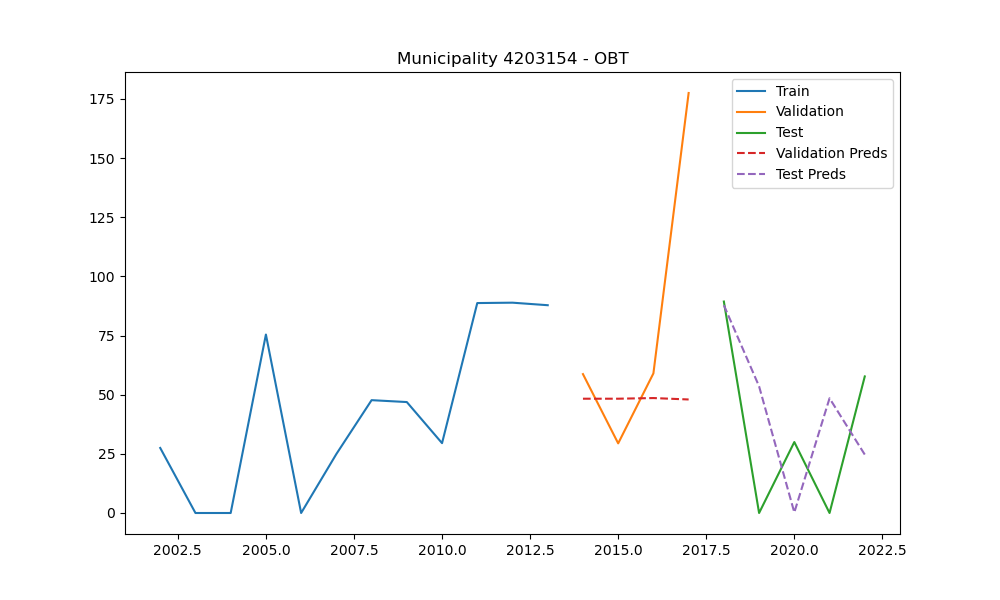 Municipality 4203154 - OBT
Train
Validation
Test
Validation Preds
Test Preds
175
150
125
100
75
50
25
0
2002.5 2005.0 2007.5 2010.0 2012.5 2015.0 2017.5 2020.0 2022.5